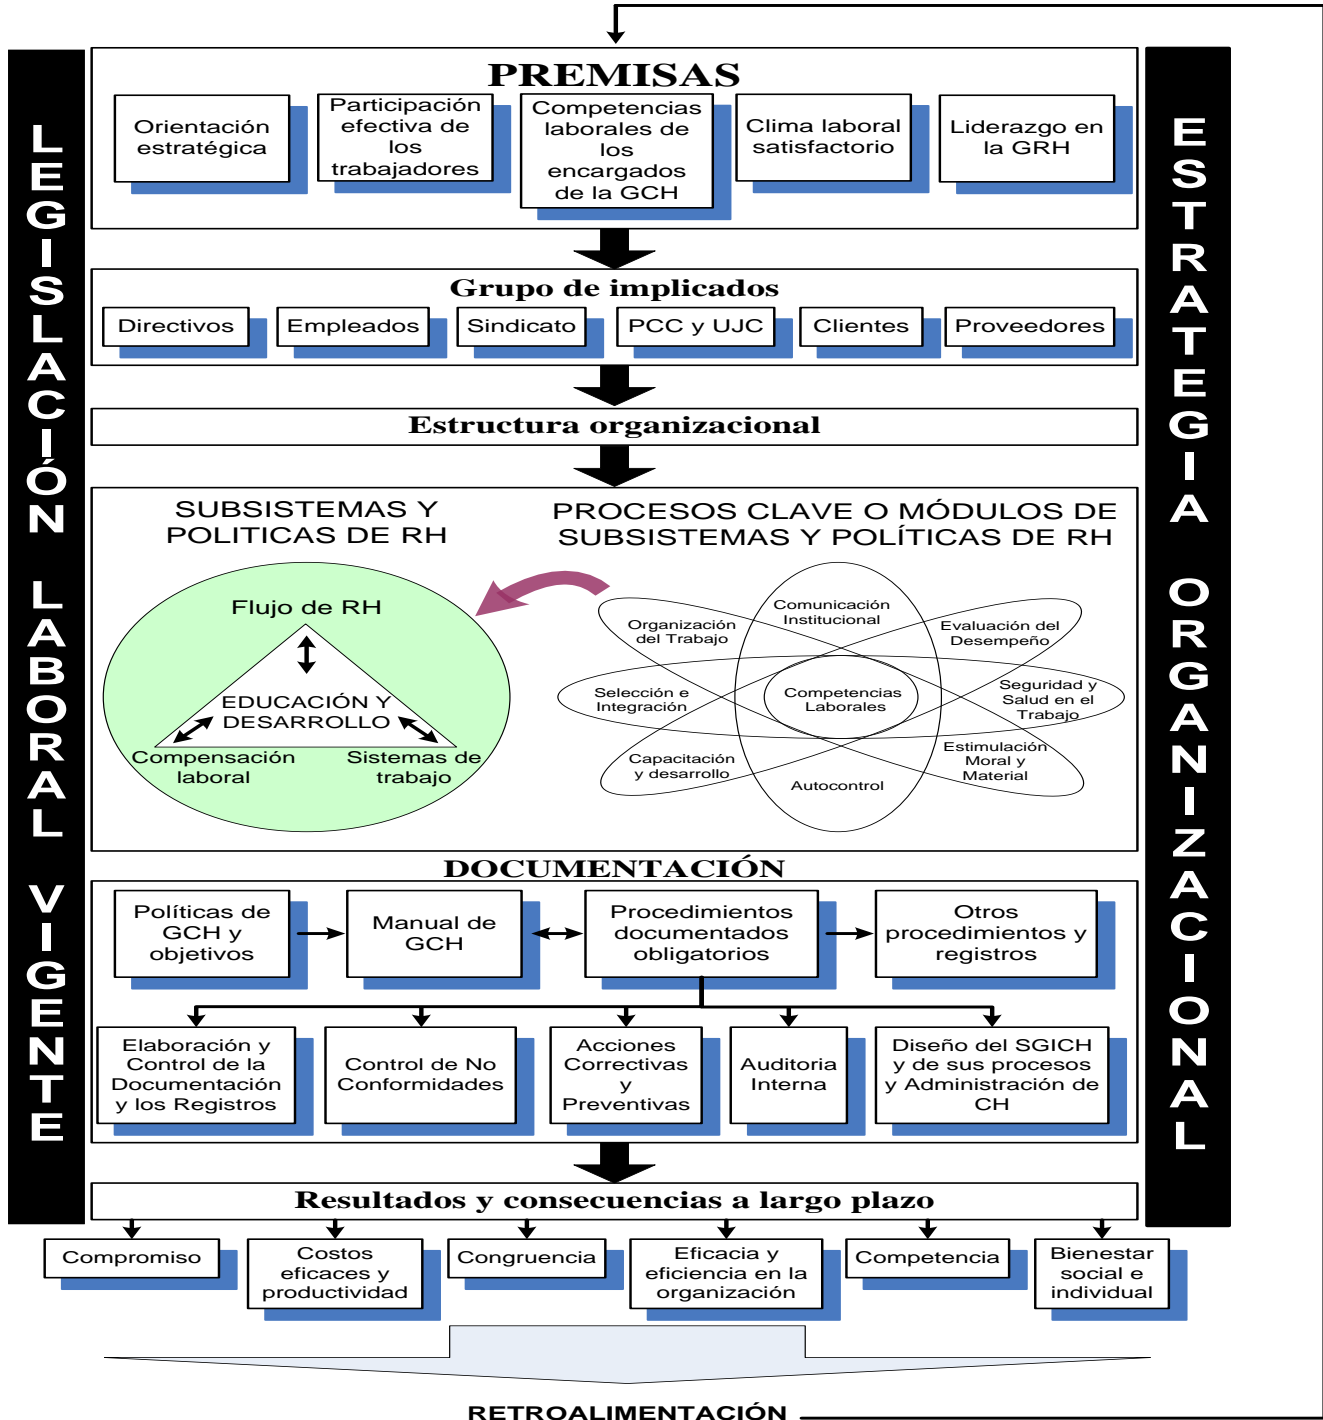 LEGISLACIÓN LABORAL VIGENTE
PREMISAS
Orientación
estratégica
Participación
efectiva de
los
trabajadores
Competencias
laborales de
los
encargados
de la GCH
Clima laboral
satisfactorio
Liderazgo en
la GRH
ESTRATEGIA ORGANIZACIONAL
Grupo de implicados
Directivos
Empleados
Sindicato
PCC y UJC
Clientes
Proveedores
Estructura organizacional
SUBSISTEMAS Y
POLITICAS DE RH
Flujo de RH
EDUCACIÓN Y
DESARROLLO
Compensación
laboral
Sistemas de
trabajo
PROCESOS CLAVE O MÓDULOS DE
SUBSISTEMAS Y POLÍTICAS DE RH
Comunicación
Institucional
Organización
del Trabajo
Evaluación del
Desempeño
Selección e
Integración
Competencias
Laborales
Seguridad y
Salud en el
Trabajo
Capacitación
y desarrollo
Estimulación
Moral y
Material
Autocontrol
DOCUMENTACIÓN
Políticas de
GCH y
objetivos
Manual de
GCH
Procedimientos
documentados
obligatorios
Otros
procedimientos y
registros
Elaboración y
Control de la
Documentación
y los Registros
Control de No
Conformidades
Acciones
Correctivas
y
Preventivas
Auditoria
Interna
Diseño del SGICH
y de sus procesos
y Administración de
CH
Resultados y consecuencias a largo plazo
Compromiso
Costos
eficaces y
productividad
Congruencia
Eficacia y
eficiencia en la
organización
Competencia
Bienestar
social e
individual
RETROALIMENTACIÓN